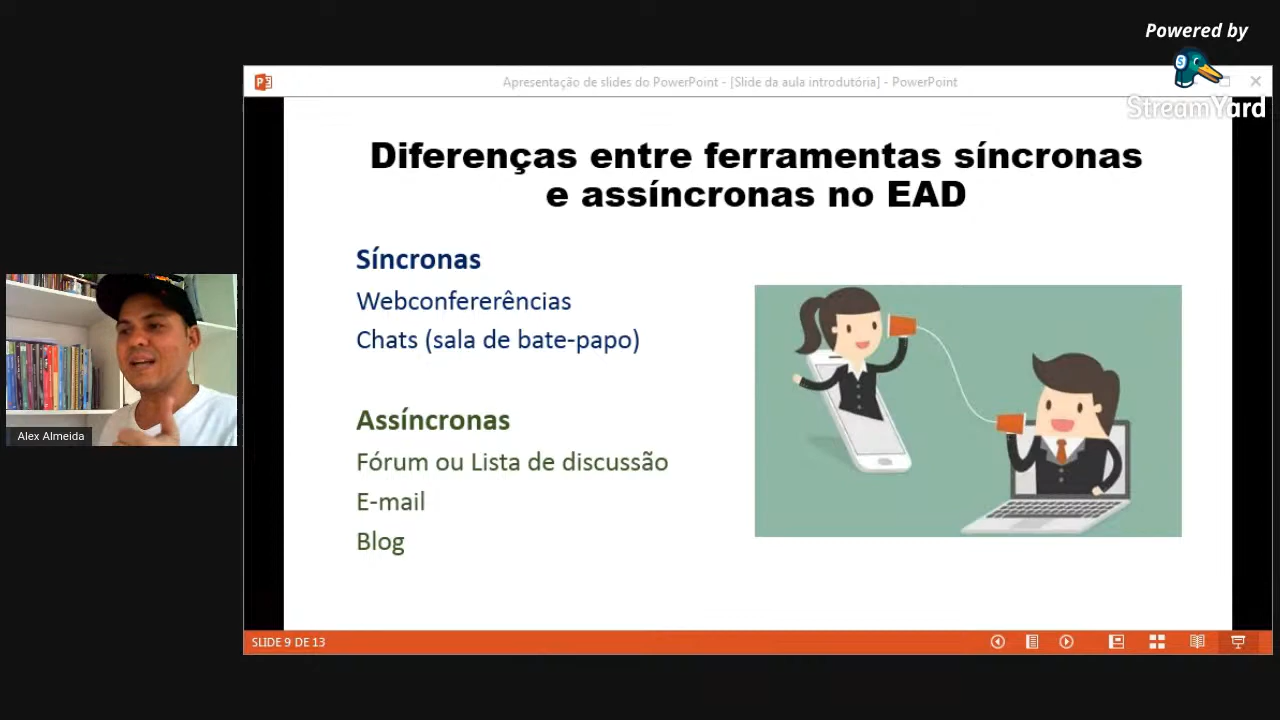 Powered by
StreamYard
Apresentação de slides do PowerPoint - [Slide da aula introdutória] - PowerPoint
Diferenças entre ferramentas síncronas
e assíncronas no EAD
Síncronas
Webconfererências
Chats (sala de bate-papo)
Assíncronas
Fórum ou Lista de discussão
E-mail
Blog
Alex Almeida
SLIDE 9 DE 13